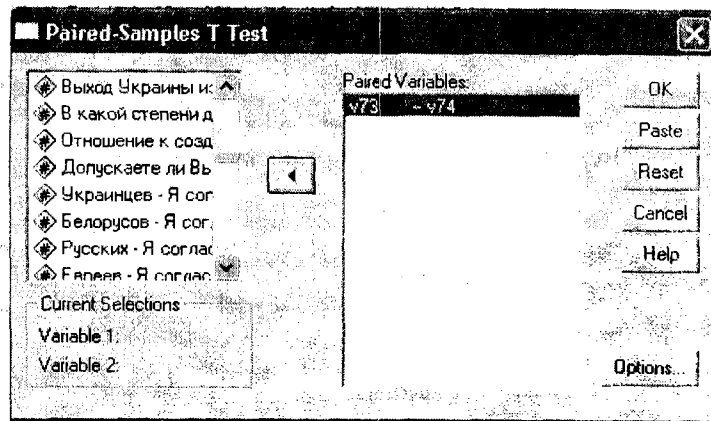 Paired-Samples T Test
Выход Украины из
В какой степени д
Отношение к созд
Допускаете ли Вь
Украинцев - Я сог
Белорусов - Я сог
Русских - Я соглас
Евреев - Я соглас
Current Selections
Variable 1:
Variable 2:
Paired Variables:
v73 -- v74
OK
Paste
Reset
Cancel
Help
Options...